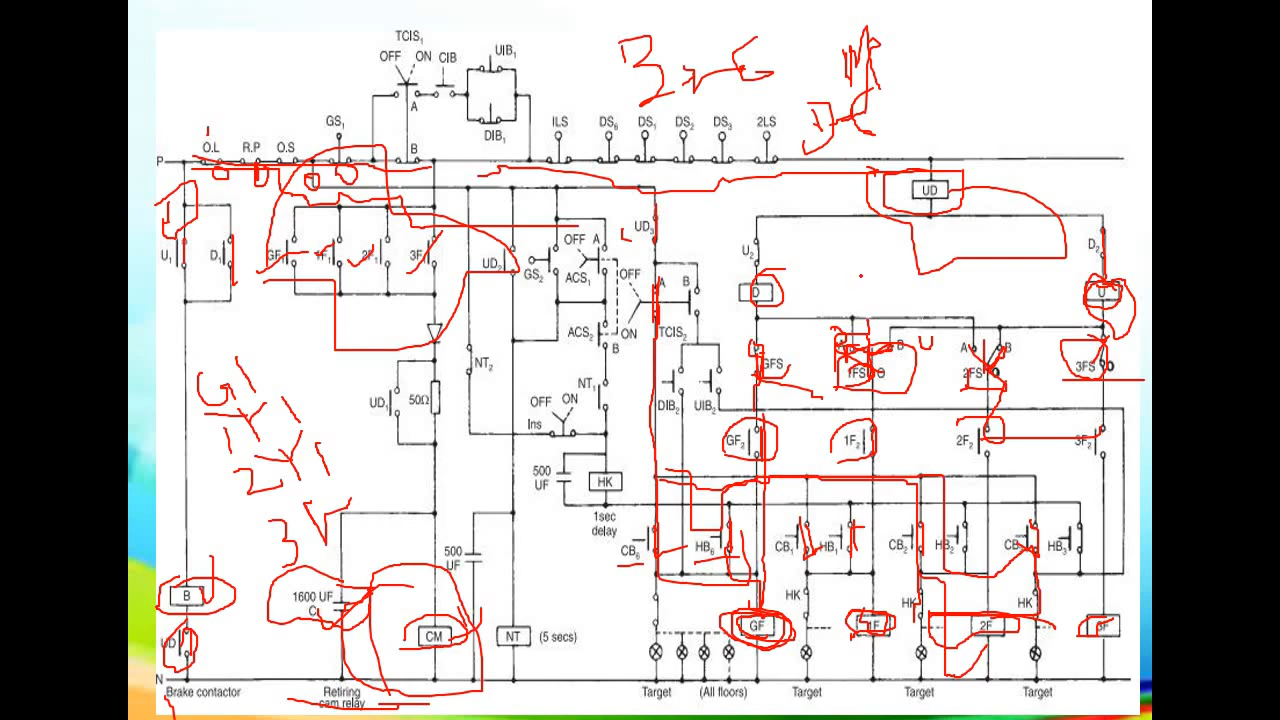 TCIS₁
OFF ON CIB UIB₁
A
DIB₁
GS₁ ILS DS₆ DS₁ DS₂ DS₃ 2LS
O.L R.P O.S B
P
UD
UD₃
U₁ D₁ GF₁ 1F₁ 2F₁ 3F₁ UD₂ GS₂ OFF A ACS₁ OFF A B U₂ D₂
D U
ON TCIS₂
ACS₂ B
A B A B
NT₂ GFS 1FS 2FS 3FS
UD₁ 50Ω NT₁ DIB₂ UIB₂
OFF ON
Ins GF₂ 1F₂ 2F₂ 3F₂
500 UF HK
1sec delay
CB₆ HB₆ CB₁ HB₁ CB₂ HB₂ CB₃ HB₃
500 UF
B 1600 UF HK HK HK
C
UD CM NT (5 secs) GF 1F 2F 3F
N
Brake contactor Retiring cam relay Target (All floors) Target Target Target